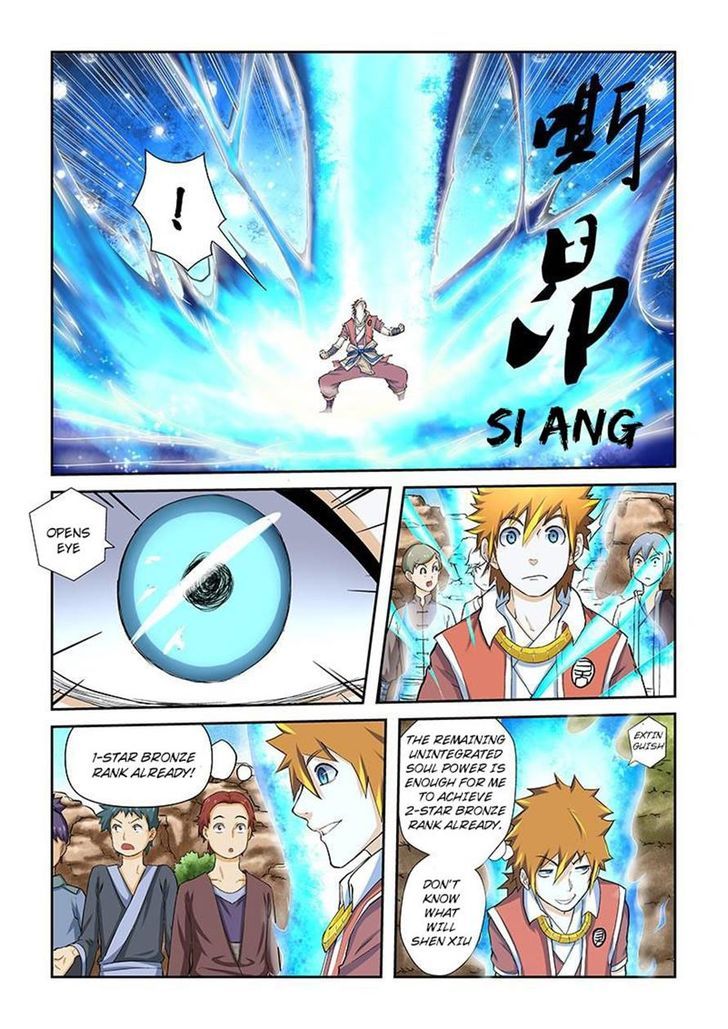 !
嘶
昂
SI ANG
OPENS
EYE
1-STAR BRONZE
RANK ALREADY!
THE REMAINING
UNINTEGRATED
SOUL POWER IS
ENOUGH FOR ME
TO ACHIEVE
2-STAR BRONZE
RANK ALREADY.
EXTIN
GUISH
DON'T
KNOW
WHAT
WILL
SHEN XIU